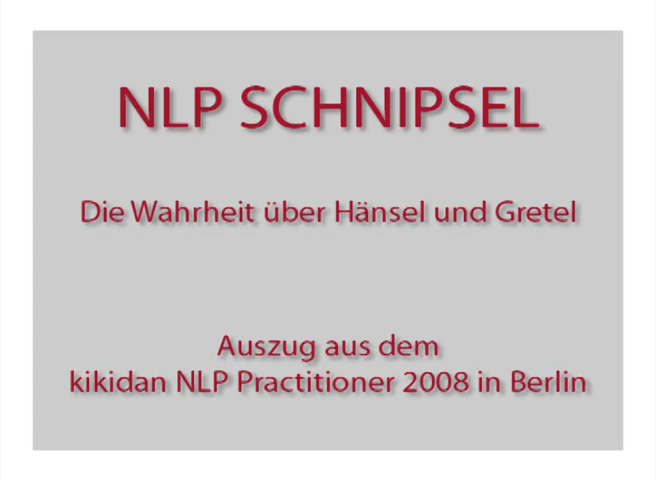 NLP SCHNIPSEL
Die Wahrheit über Hänsel und Gretel
Auszug aus dem
kikidan NLP Practitioner 2008 in Berlin